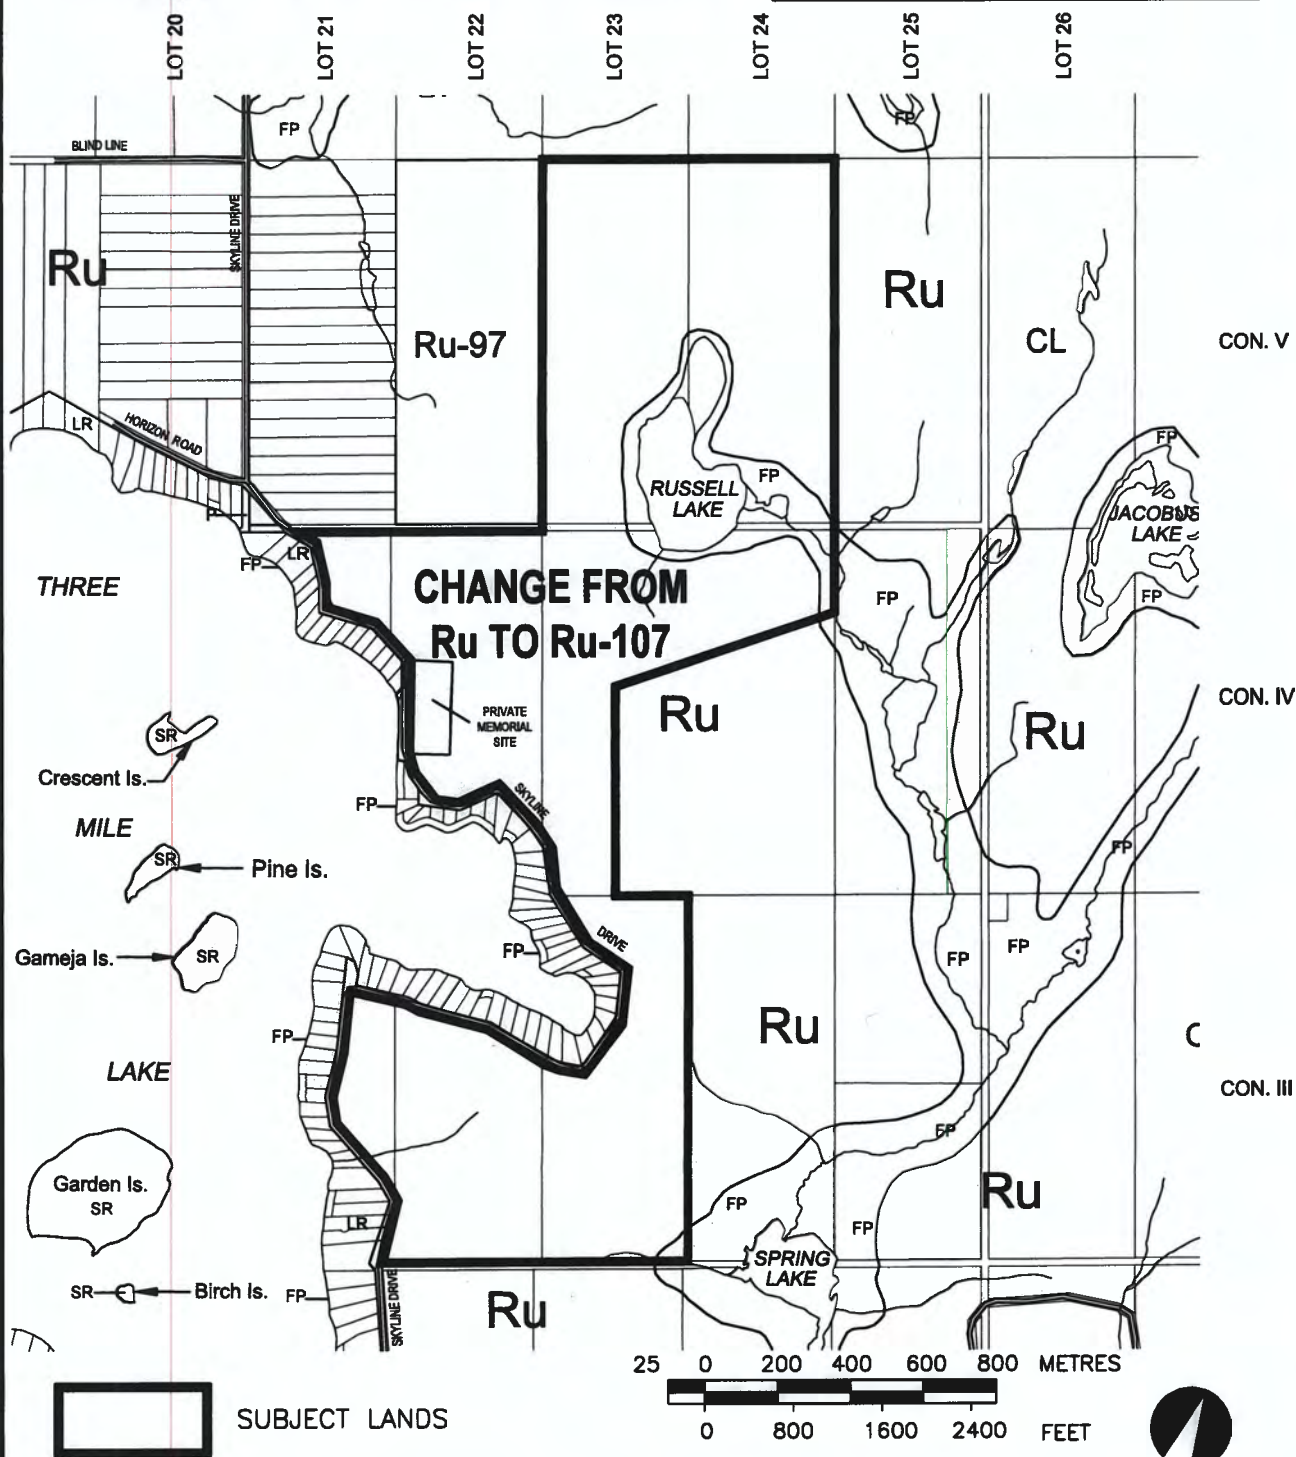 LOT 20
LOT 21
LOT 22
LOT 23
LOT 24
LOT 25
LOT 26
FP
FP
BLIND LINE
SKYLINE DRIVE
Ru
Ru
Ru-97
CL
CON. V
LR
HORIZON ROAD
FP
RUSSELL
LAKE
FP
JACOBUS
LAKE
FP
LR
FP
THREE
CHANGE FROM
Ru TO Ru-107
FP
FP
CON. IV
PRIVATE
MEMORIAL
SITE
Ru
Ru
SR
Crescent Is.
FP
SKYLINE
MILE
SR
Pine Is.
FP
Gameja Is.
SR
FP
DRIVE
FP
FP
FP
Ru
LAKE
CON. III
FP
Garden Is.
SR
LR
FP
FP
Ru
SPRING
LAKE
SR
Birch Is.
FP
SKYLINE DRIVE
Ru
25 0 200 400 600 800 METRES
0 800 1600 2400 FEET
SUBJECT LANDS